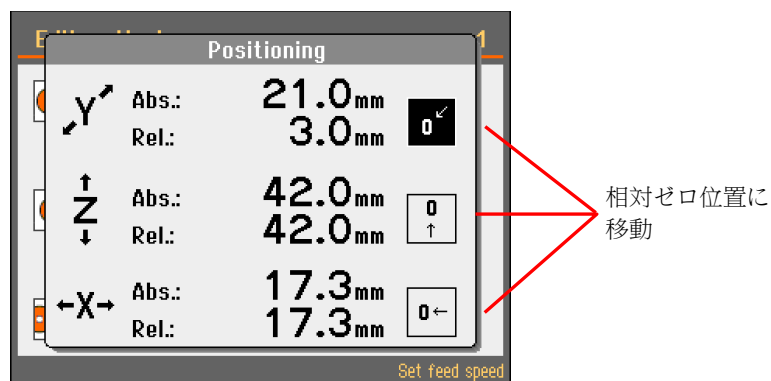 1
Positioning
Y
Abs.: 21.0mm
Rel.: 3.0mm
0
Z
Abs.: 42.0mm
Rel.: 42.0mm
0
X
Abs.: 17.3mm
Rel.: 17.3mm
0
相対ゼロ位置に
移動
Set feed speed